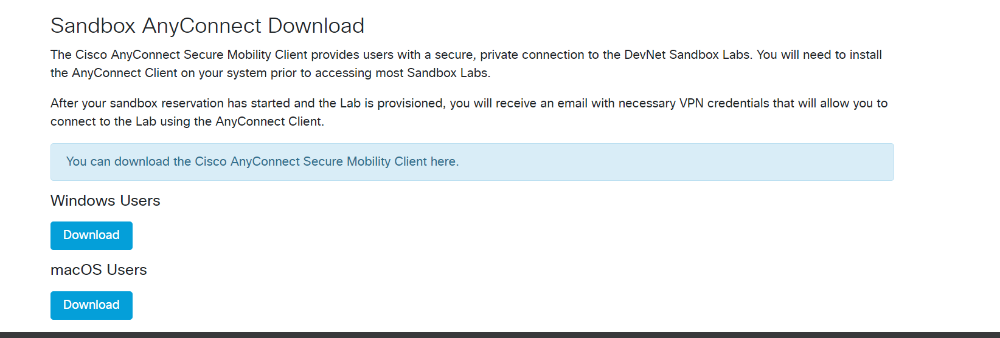 Sandbox AnyConnect Download
The Cisco AnyConnect Secure Mobility Client provides users with a secure, private connection to the DevNet Sandbox Labs. You will need to install
the AnyConnect Client on your system prior to accessing most Sandbox Labs.
After your sandbox reservation has started and the Lab is provisioned, you will receive an email with necessary VPN credentials that will allow you to
connect to the Lab using the AnyConnect Client.
You can download the Cisco AnyConnect Secure Mobility Client here.
Windows Users
Download
macOS Users
Download